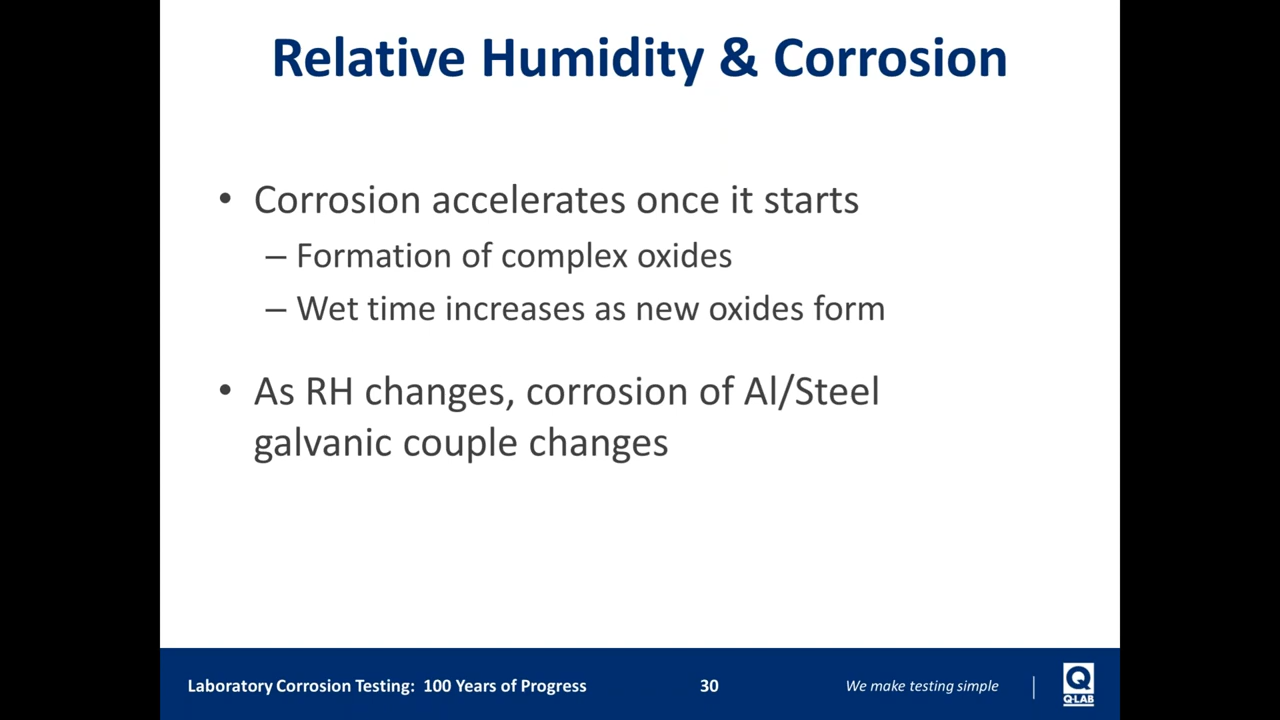 Relative Humidity & Corrosion
• Corrosion accelerates once it starts
– Formation of complex oxides
– Wet time increases as new oxides form
• As RH changes, corrosion of Al/Steel
galvanic couple changes
Laboratory Corrosion Testing: 100 Years of Progress
30
We make testing simple
Q
Q-LAB